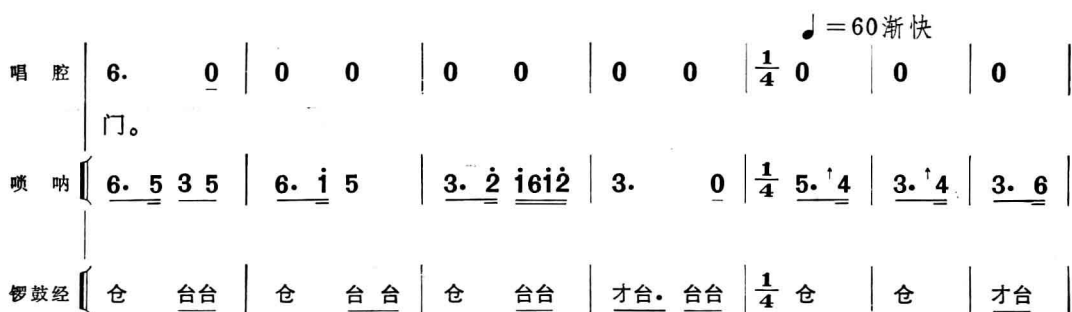 ♩=60渐快
唱腔 6. 0 | 0 0 | 0 0 | 0 0 | 1/4 0 | 0 | 0 |
门。
唢呐 6. 5 3 5 | 6. i̇ 5 | 3. 2̇ i̇6i̇2̇ | 3. 0 | 1/4 5. ↑4 | 3. ↑4 | 3. 6 |
锣鼓经 仓 台台 | 仓 台台 | 仓 台台 | 才台. 台台 | 1/4 仓 | 仓 | 才台 |